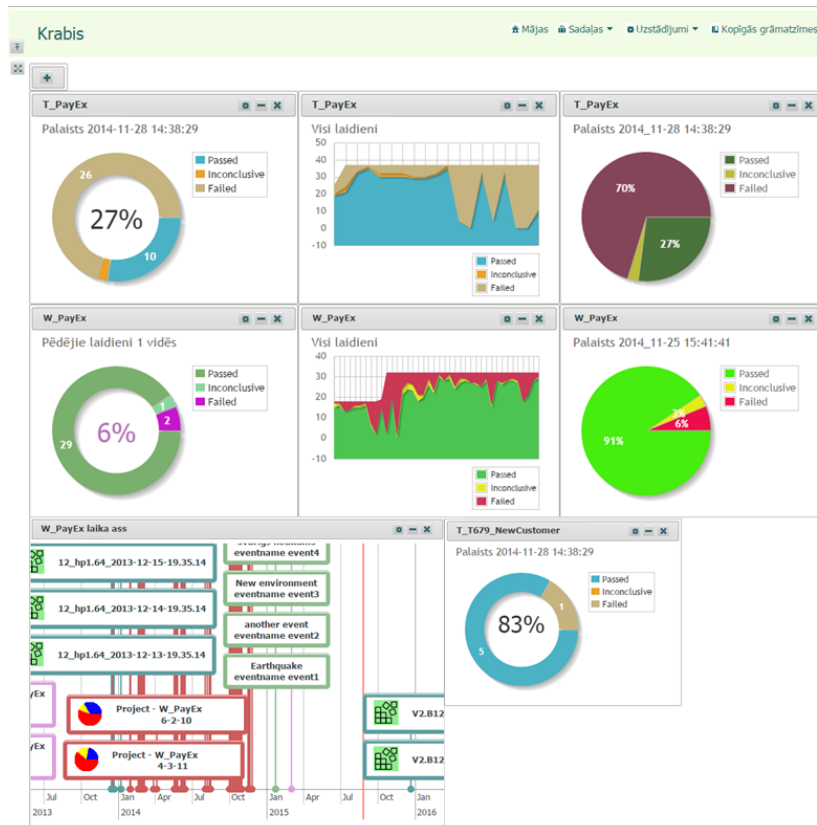 Krabis
Mājas Sadaļas Uzstādījumi Kopīgās grāmatzīmes
T_PayEx
Palaists 2014-11-28 14:38:29
26
27%
10
Passed
Inconclusive
Failed
T_PayEx
Visi laidieni
50
40
30
20
10
0
-10
Passed
Inconclusive
Failed
T_PayEx
Palaists 2014_11-28 14:38:29
70%
27%
Passed
Inconclusive
Failed
W_PayEx
Pēdējie laidieni 1 vidēs
29
6%
1
2
Passed
Inconclusive
Failed
W_PayEx
Visi laidieni
40
30
20
10
0
-10
Passed
Inconclusive
Failed
W_PayEx
Palaists 2014_11-25 15:41:41
91%
3%
6%
Passed
Inconclusive
Failed
W_PayEx laika ass
eventname event4
12_hp1.64_2013-12-15-19.35.14
New environment
eventname event3
12_hp1.64_2013-12-14-19.35.14
another event
eventname event2
12_hp1.64_2013-12-13-19.35.14
Earthquake
eventname event1
yEx
Project - W_PayEx
6-2-10
V2.B12
yEx
Project - W_PayEx
4-3-11
V2.B12
Jul Oct Jan Apr Jul Oct Jan Apr Jul Oct Jan
2013 2014 2015 2016
T_T679_NewCustomer
Palaists 2014-11-28 14:38:29
83%
5
1
Passed
Inconclusive
Failed